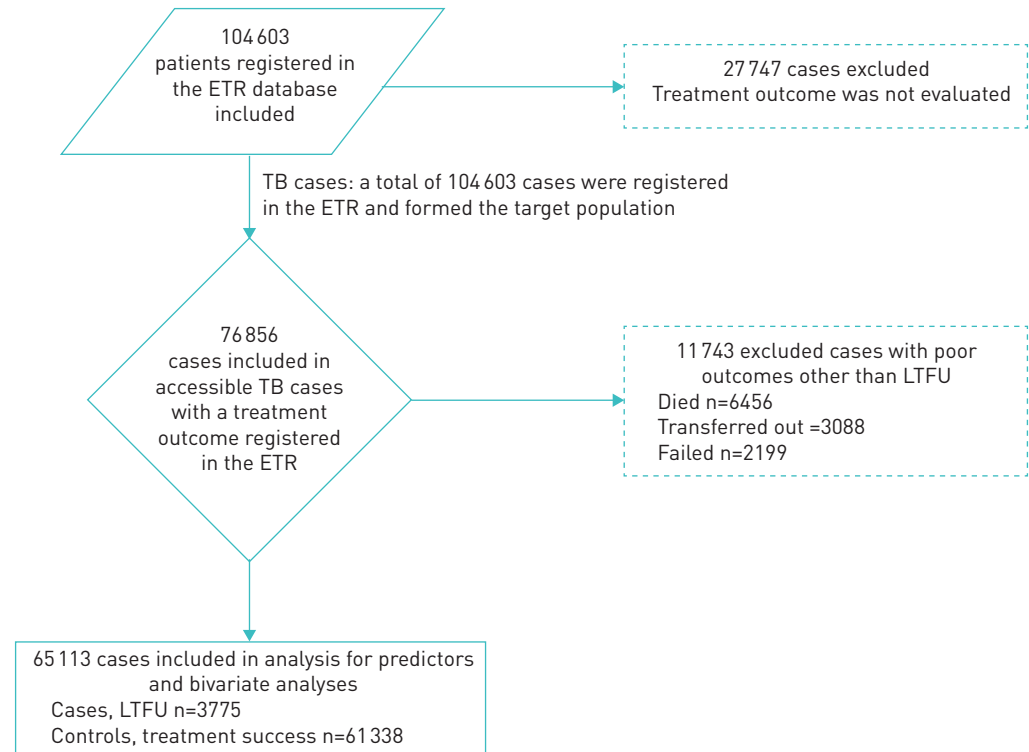 104 603
patients registered in
the ETR database
included
27 747 cases excluded
Treatment outcome was not evaluated
TB cases: a total of 104 603 cases were registered
in the ETR and formed the target population
76 856
cases included in
accessible TB cases
with a treatment
outcome registered
in the ETR
11 743 excluded cases with poor
outcomes other than LTFU
Died n=6456
Transferred out =3088
Failed n=2199
65 113 cases included in analysis for predictors
and bivariate analyses
Cases, LTFU n=3775
Controls, treatment success n=61 338